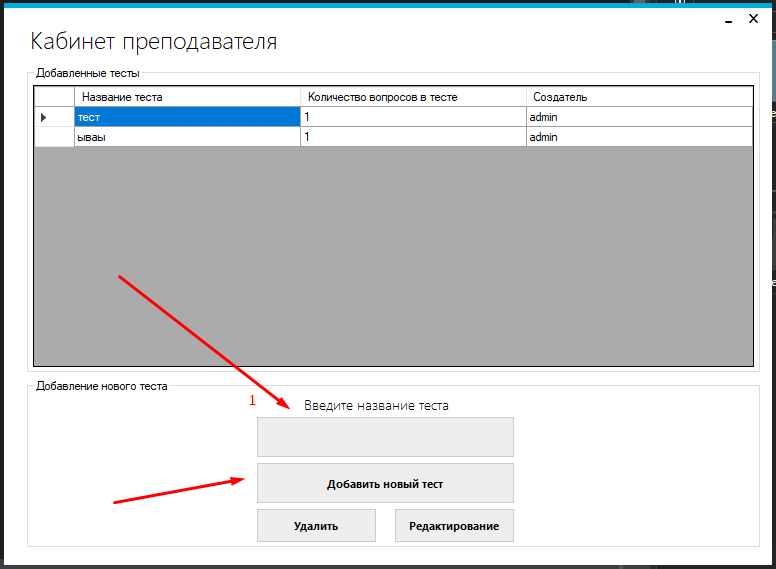 Кабинет преподавателя
Добавленные тесты
Название теста Количество вопросов в тесте Создатель
тест 1 admin
ываы 1 admin
Добавление нового теста
1 Введите название теста
Добавить новый тест
Удалить Редактирование